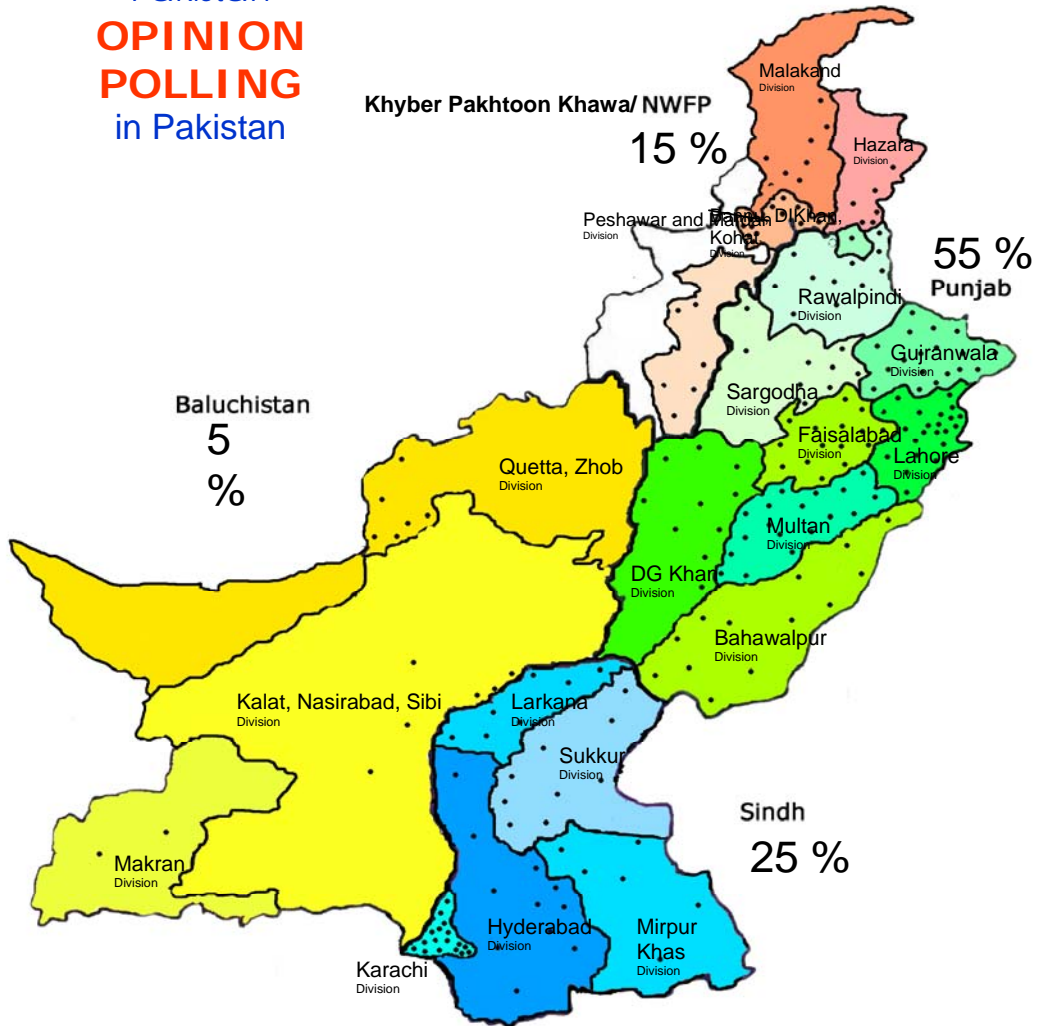 OPINION
POLLING
in Pakistan
Khyber Pakhtoon Khawa/ NWFP
15 %
Malakand
Division
Hazara
Division
Peshawar and
Division
DIKhan,
Kohat,
Division
55 %
Punjab
Rawalpindi
Division
Gujranwala
Division
Sargodha
Division
Faisalabad
Division
Lahore
Division
Baluchistan
5
%
Quetta, Zhob
Division
Multan
Division
DG Khan
Division
Bahawalpur
Division
Kalat, Nasirabad, Sibi
Division
Larkana
Division
Sukkur
Division
Sindh
25 %
Makran
Division
Hyderabad
Division
Mirpur
Khas
Division
Karachi
Division